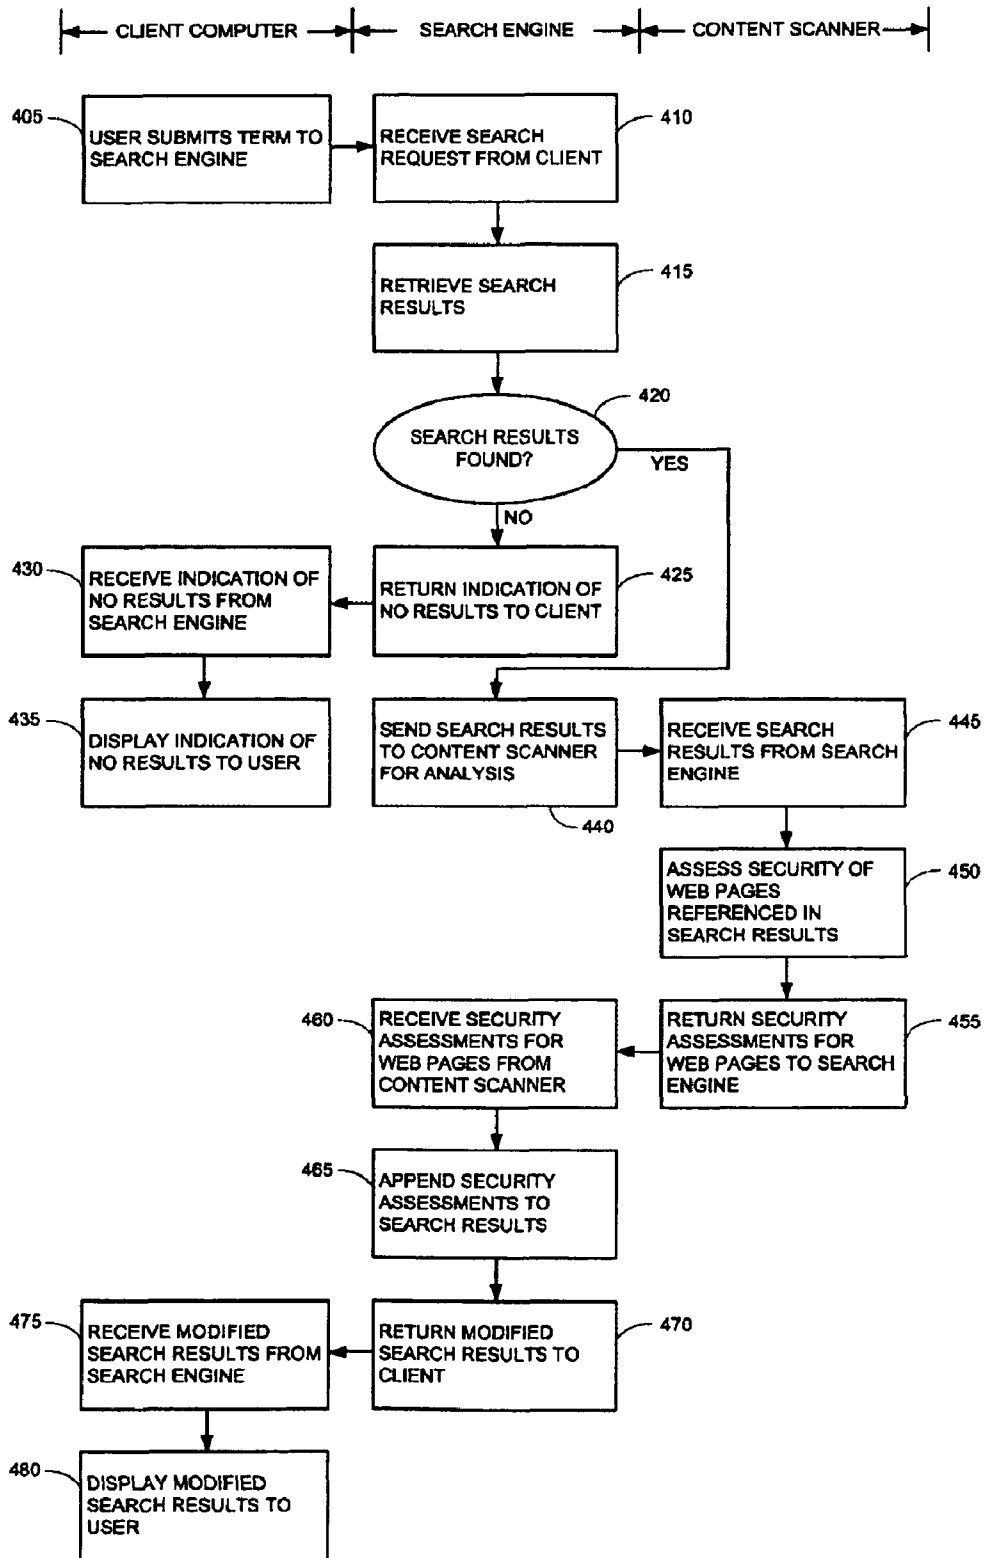 CLIENT COMPUTER SEARCH ENGINE CONTENT SCANNER
405
USER SUBMITS TERM TO
SEARCH ENGINE
RECEIVE SEARCH
REQUEST FROM CLIENT
410
RETRIEVE SEARCH
RESULTS
415
420
SEARCH RESULTS
FOUND?
YES
NO
430
RECEIVE INDICATION OF
NO RESULTS FROM
SEARCH ENGINE
RETURN INDICATION OF
NO RESULTS TO CLIENT
425
435
DISPLAY INDICATION OF
NO RESULTS TO USER
SEND SEARCH RESULTS
TO CONTENT SCANNER
FOR ANALYSIS
440
RECEIVE SEARCH
RESULTS FROM SEARCH
ENGINE
445
ASSESS SECURITY OF
WEB PAGES
REFERENCED IN
SEARCH RESULTS
450
460
RECEIVE SECURITY
ASSESSMENTS FOR
WEB PAGES FROM
CONTENT SCANNER
RETURN SECURITY
ASSESSMENTS FOR
WEB PAGES TO SEARCH
ENGINE
455
465
APPEND SECURITY
ASSESSMENTS TO
SEARCH RESULTS
475
RECEIVE MODIFIED
SEARCH RESULTS FROM
SEARCH ENGINE
RETURN MODIFIED
SEARCH RESULTS TO
CLIENT
470
480
DISPLAY MODIFIED
SEARCH RESULTS TO
USER